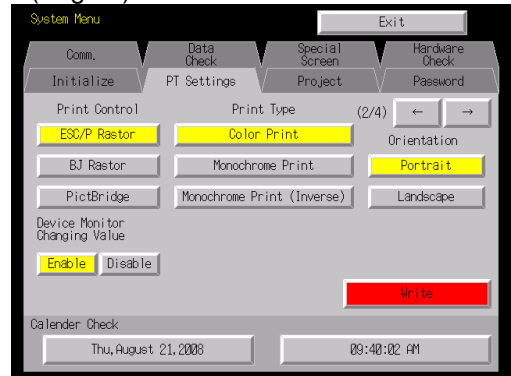 System Menu
Exit
Comm.
Data
Check
Special
Screen
Hardware
Check
Initialize
PT Settings
Project
Password
Print Control
Print Type
(2/4)
←
→
ESC/P Rastor
Color Print
Orientation
BJ Rastor
Monochrome Print
Portrait
PictBridge
Monochrome Print (Inverse)
Landscape
Device Monitor
Changing Value
Enable
Disable
Write
Calender Check
Thu,August 21,2008
09:40:02 AM